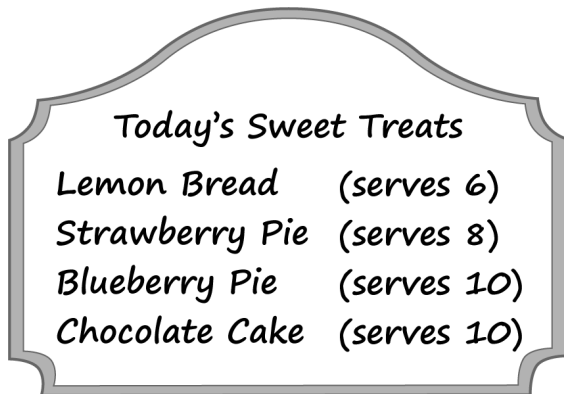 Today's Sweet Treats
Lemon Bread (serves 6)
Strawberry Pie (serves 8)
Blueberry Pie (serves 10)
Chocolate Cake (serves 10)